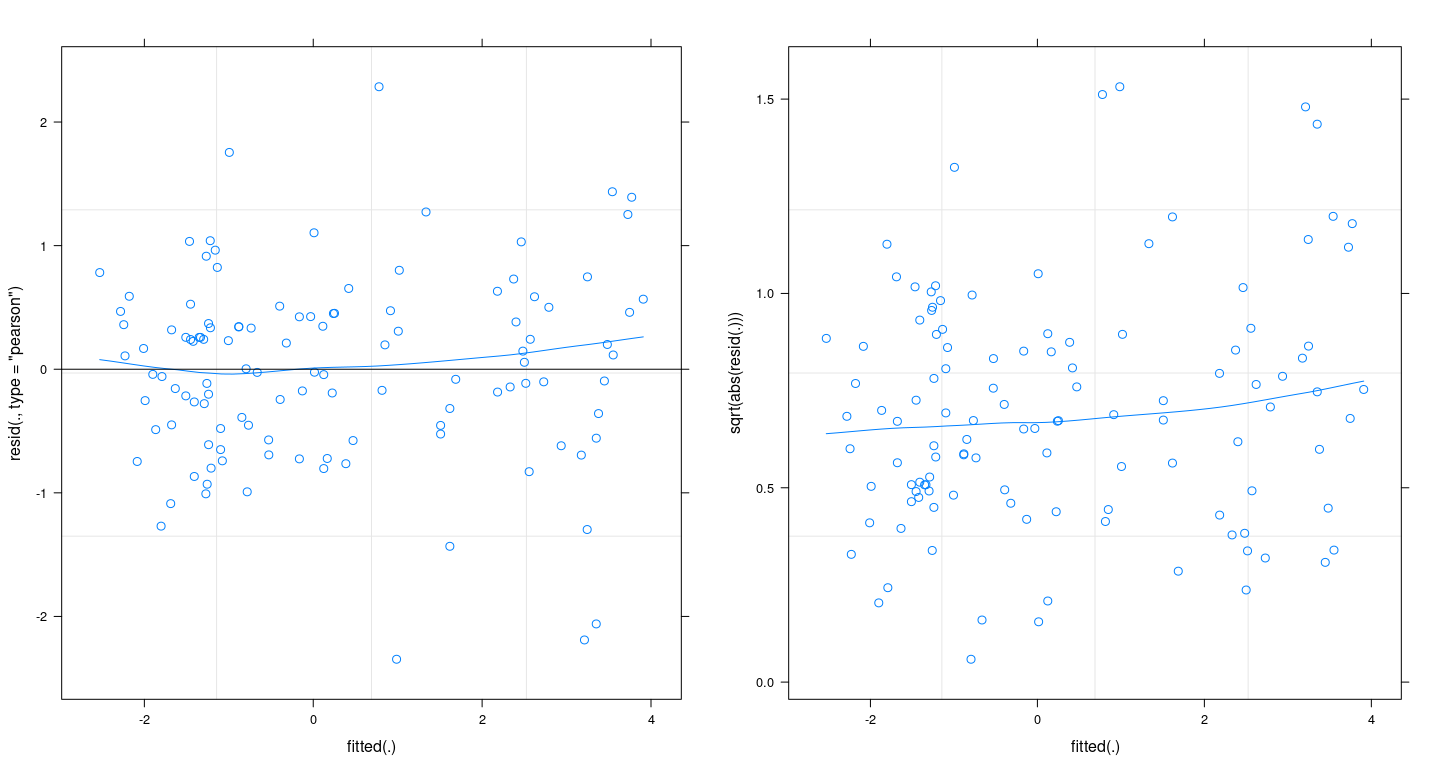 resid(., type = "pearson")
2
1
0
-1
-2
-2 0 2 4
fitted(.)
sqrt(abs(resid(.)))
1.5
1.0
0.5
0.0
-2 0 2 4
fitted(.)